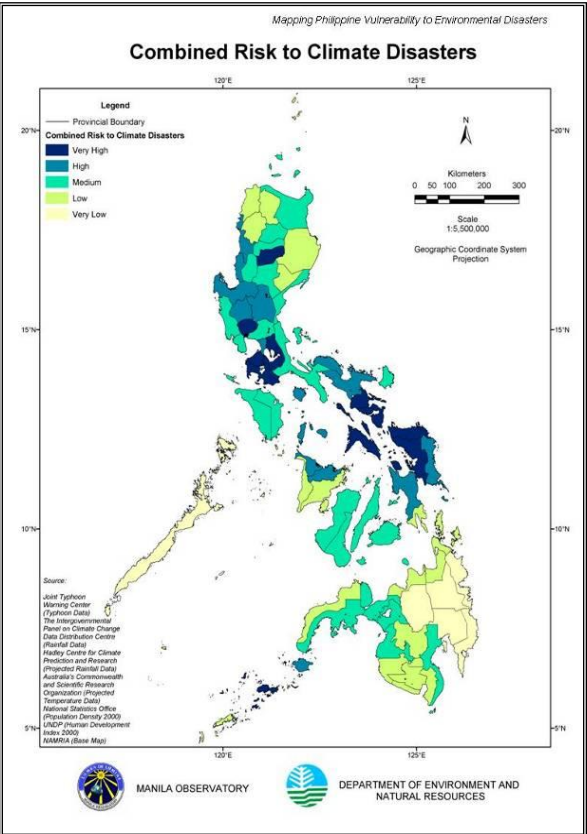 Mapping Philippine Vulnerability to Environmental Disasters
Combined Risk to Climate Disasters
120°E
125°E
20°N
20°N
Legend
Provincial Boundary
Combined Risk to Climate Disasters
Very High
High
Medium
Low
Very Low
N
Kilometers
0 50 100 200 300
Scale
1:5,500,000
Geographic Coordinate System
Projection
15°N
15°N
10°N
10°N
Source:
Joint Typhoon
Warning Center
(Typhoon Data)
The Intergovernmental
Panel on Climate Change
Data Distribution Centre
(Rainfall Data)
Hadley Centre for Climate
Prediction and Research
(Projected Rainfall Data)
Australia's Commonwealth
and Scientific Research
Organization (Projected
Temperature Data)
National Statistics Office
(Population Density 2000)
UNDP (Human Development
Index 2000)
NAMRIA (Base Map)
5°N
5°N
120°E
125°E
MANILA OBSERVATORY
DEPARTMENT OF ENVIRONMENT AND
NATURAL RESOURCES